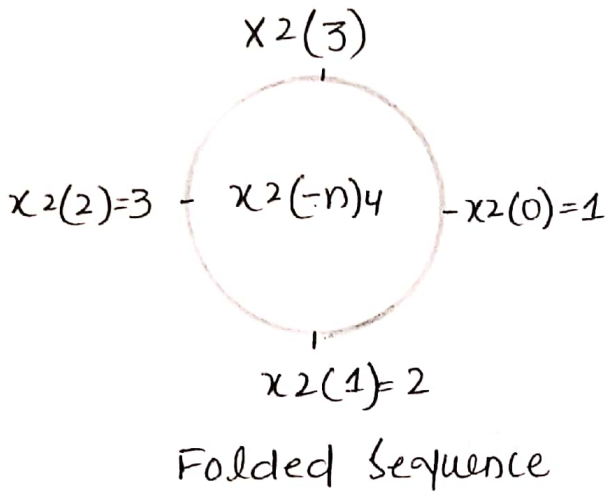 x2(3)
x2(2)=3
x2(-n)4
x2(0)=1
x2(1)=2
Folded Sequence